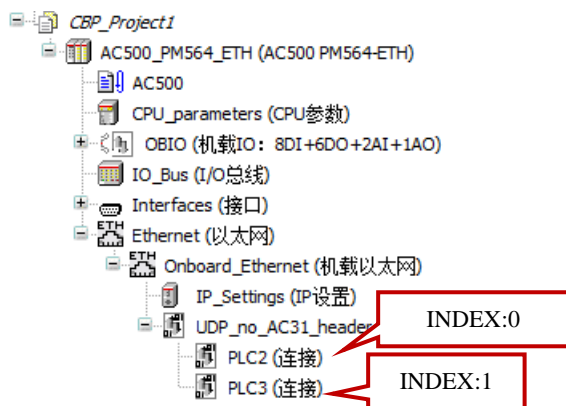 CBP_Project1
AC500_PM564_ETH (AC500 PM564-ETH)
AC500
CPU_parameters (CPU参数)
OBIO (机载IO：8DI+6DO+2AI+1AO)
IO_Bus (I/O总线)
Interfaces (接口)
ETH Ethernet (以太网)
ETH Onboard_Ethernet (机载以太网)
IP_Settings (IP设置)
UDP_no_AC31_header INDEX:0
PLC2 (连接)
PLC3 (连接) INDEX:1